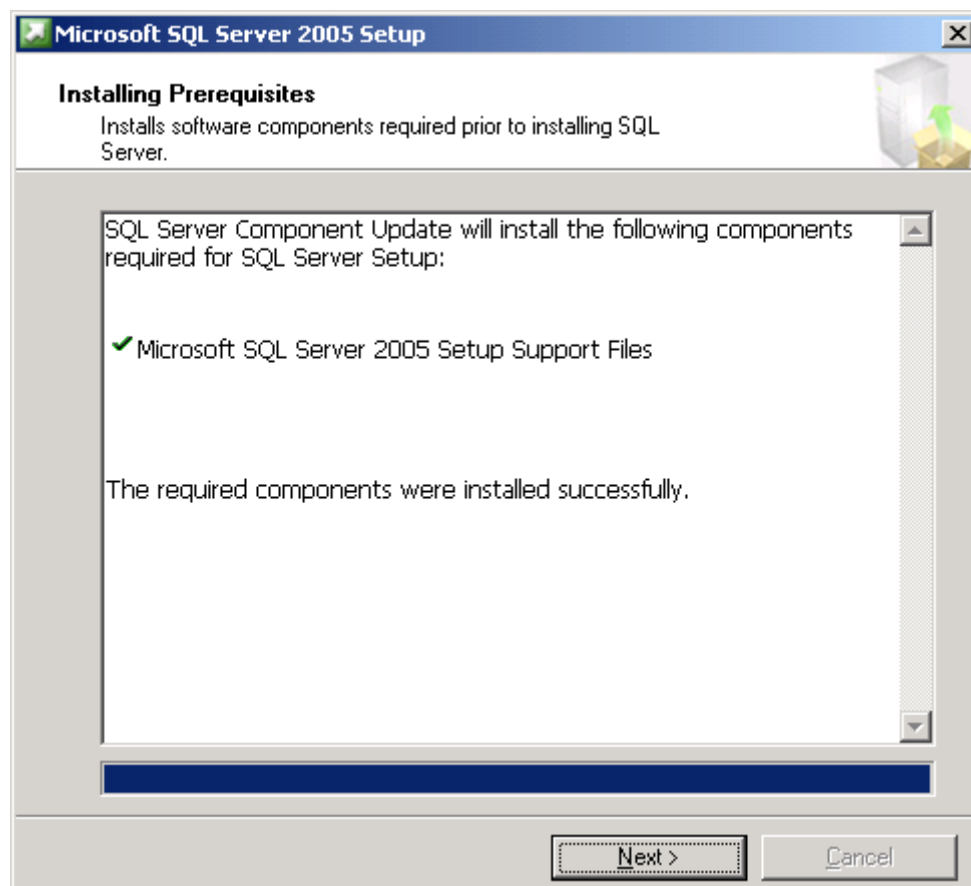 Microsoft SQL Server 2005 Setup
Installing Prerequisites
Installs software components required prior to installing SQL
Server.
SQL Server Component Update will install the following components
required for SQL Server Setup:
Microsoft SQL Server 2005 Setup Support Files
The required components were installed successfully.
Next >
Cancel